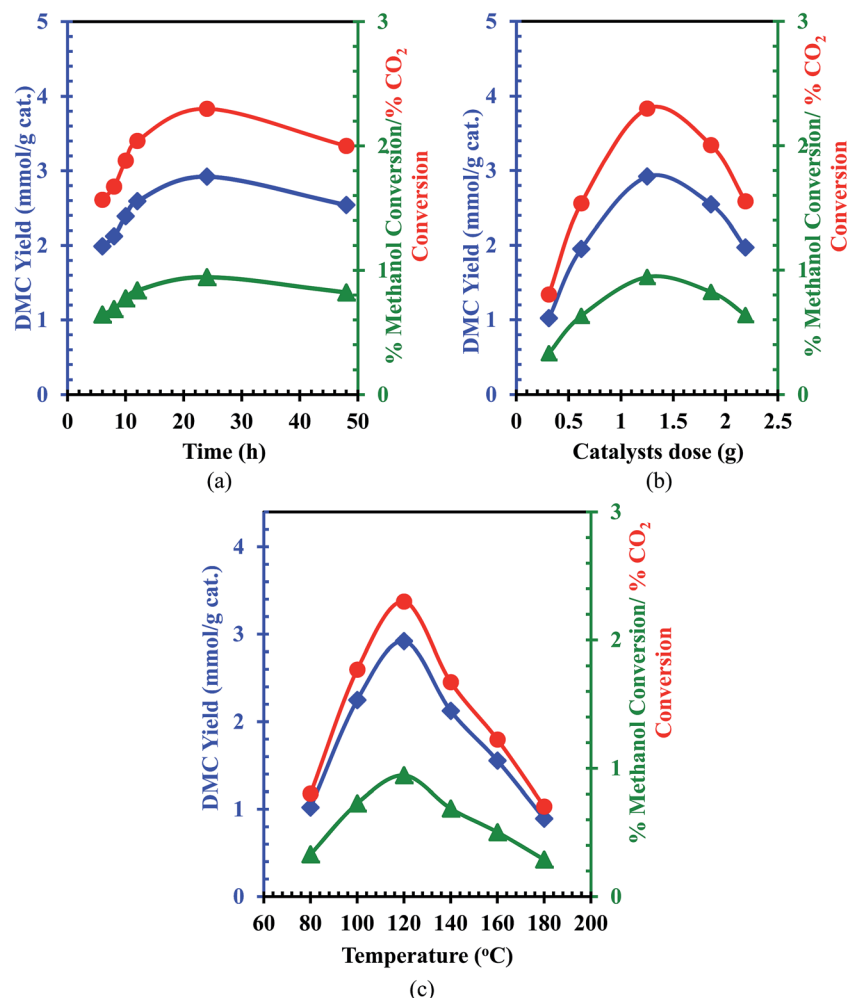 5
4
3
2
1
0
DMC Yield (mmol/g cat.)
3
2
1
0
% Methanol Conversion/ % CO2
Conversion
0 10 20 30 40 50
Time (h)
(a)
5
4
3
2
1
0
DMC Yield (mmol/g cat.)
3
2
1
0
% Methanol Conversion/ % CO2
Conversion
0 0.5 1 1.5 2 2.5
Catalysts dose (g)
(b)
4
3
2
1
0
DMC Yield (mmol/g cat.)
3
2
1
0
% Methanol Conversion/ % CO2
Conversion
60 80 100 120 140 160 180 200
Temperature (oC)
(c)